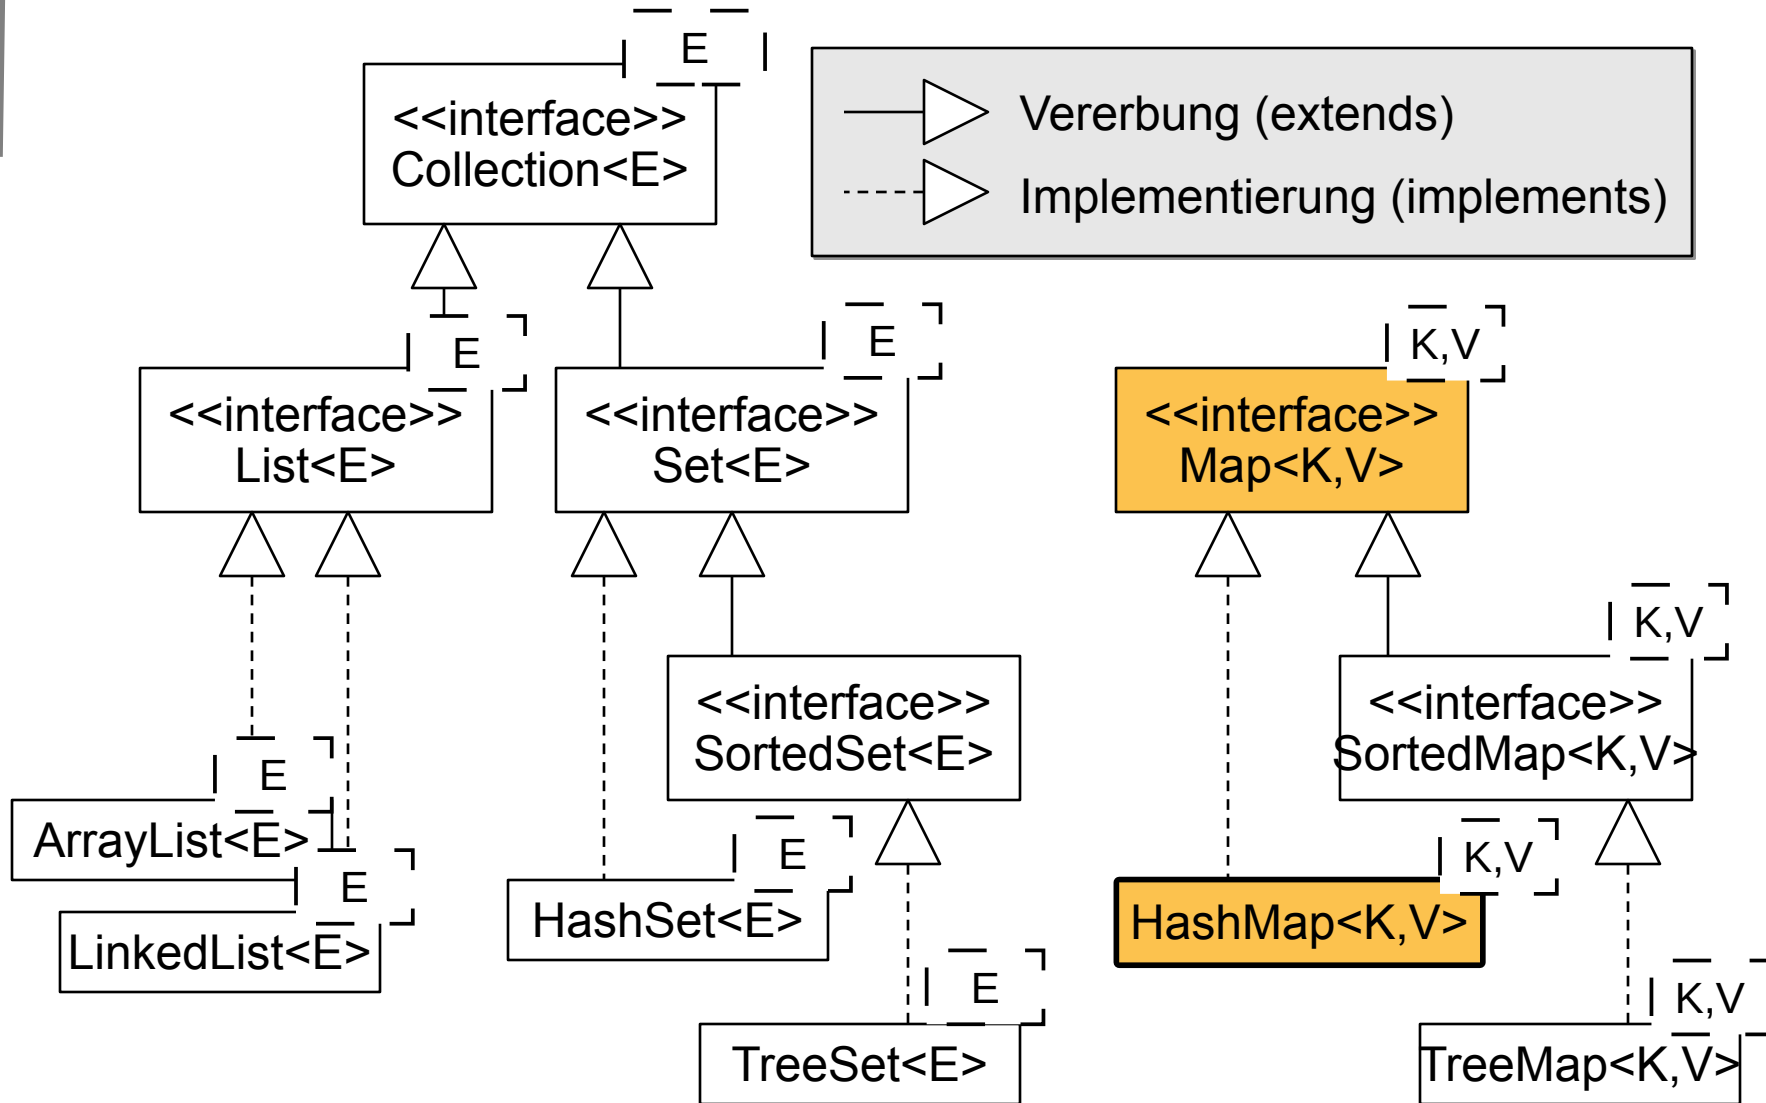 E
<<interface>>
Collection<E>
Vererbung (extends)
Implementierung (implements)
E
<<interface>>
List<E>
E
<<interface>>
Set<E>
K,V
<<interface>>
Map<K,V>
<<interface>>
SortedSet<E>
K,V
<<interface>>
SortedMap<K,V>
E
ArrayList<E>
E
LinkedList<E>
E
HashSet<E>
K,V
HashMap<K,V>
E
TreeSet<E>
K,V
TreeMap<K,V>